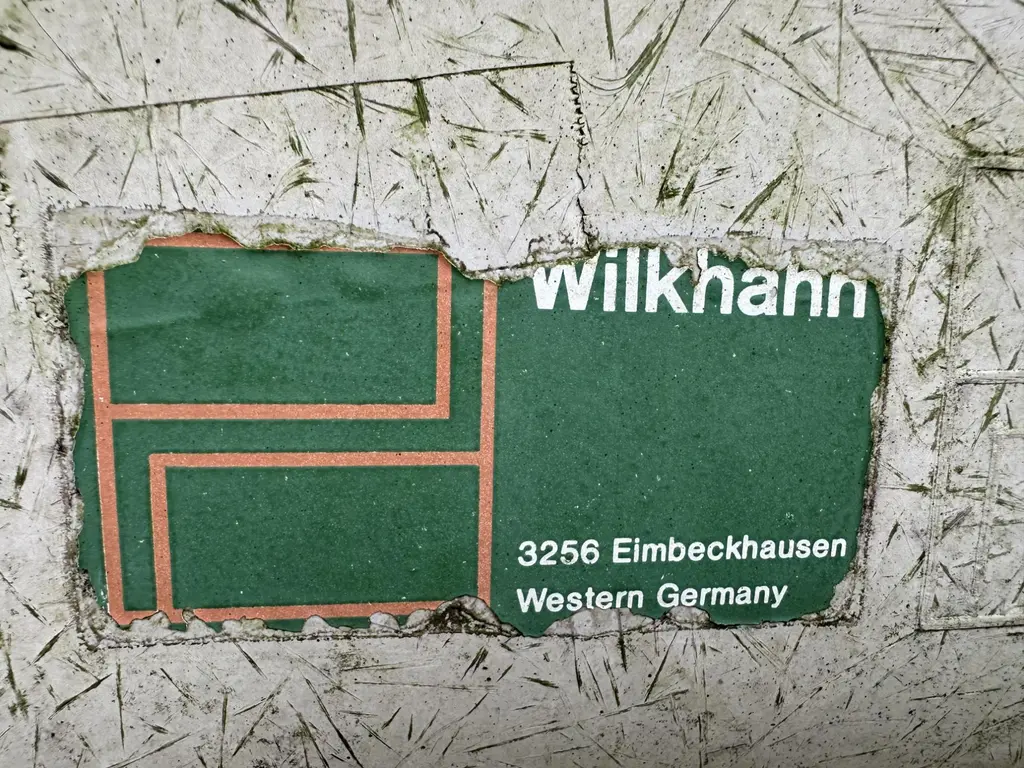 Wilkhahn
3256 Eimbeckhausen
Western Germany